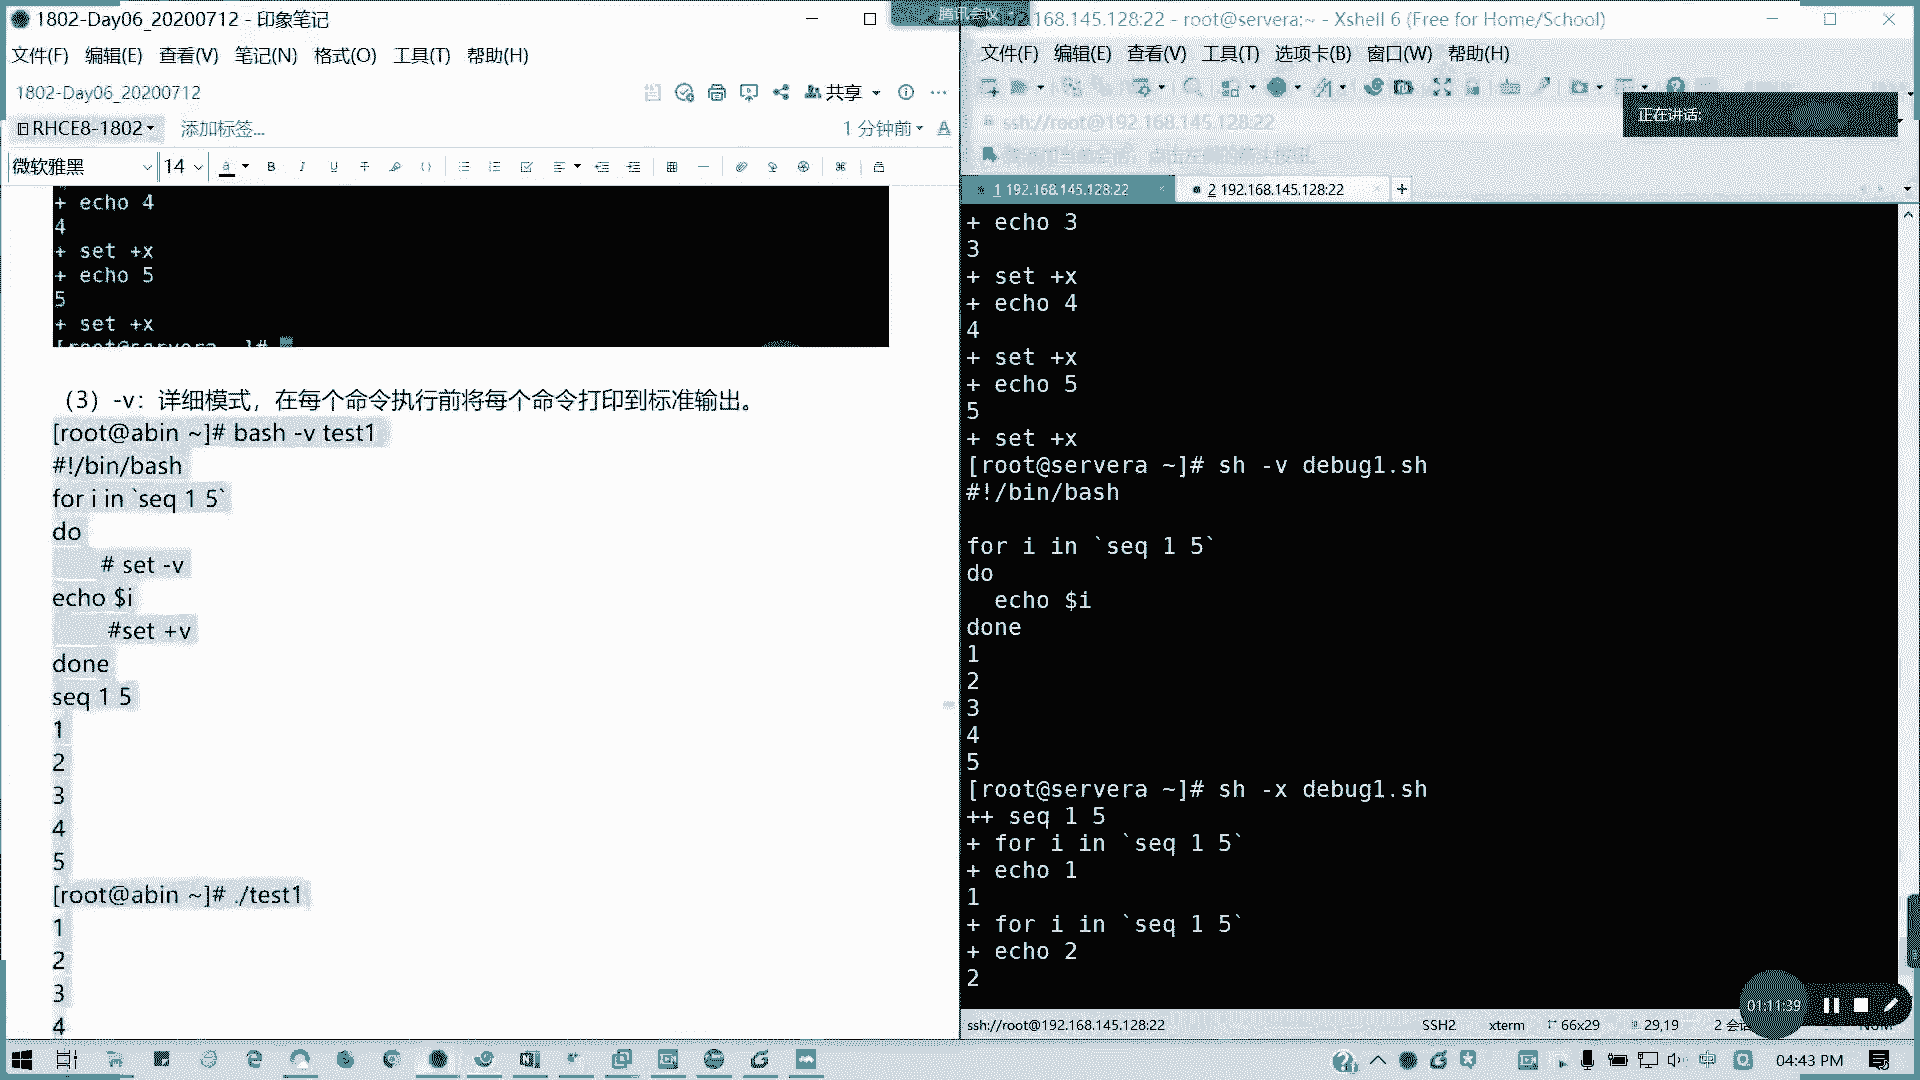 1802-Day06_20200712 - 印象笔记
文件(F) 编辑(E) 查看(V) 笔记(N) 格式(O) 工具(T) 帮助(H)
1802-Day06_20200712
共享
RHCE8-1802
添加标签...
1 分钟前
微软雅黑
14
+ echo 4
4
+ set +x
+ echo 5
5
+ set +x
（3）-v：详细模式，在每个命令执行前将每个命令打印到标准输出。
[root@abin ~]# bash -v test1
#!/bin/bash
for i in `seq 1 5`
do
# set -v
echo $i
#set +v
done
seq 1 5
1
2
3
4
5
[root@abin ~]# ./test1
1
2
3
4
腾讯会议
192.168.145.128:22 - root@servera:~ - Xshell 6 (Free for Home/School)
文件(F) 编辑(E) 查看(V) 工具(T) 选项卡(B) 窗口(W) 帮助(H)
ssh://root@192.168.145.128:22
正在讲话:
1 192.168.145.128:22
2 192.168.145.128:22
+ echo 3
3
+ set +x
+ echo 4
4
+ set +x
+ echo 5
5
+ set +x
[root@servera ~]# sh -v debug1.sh
#!/bin/bash
for i in `seq 1 5`
do
echo $i
done
1
2
3
4
5
[root@servera ~]# sh -x debug1.sh
++ seq 1 5
+ for i in `seq 1 5`
+ echo 1
1
+ for i in `seq 1 5`
+ echo 2
2
01:11:39
ssh://root@192.168.145.128:22
SSH2
xterm
66x29
29,19
2 会
NUM
中
04:43 PM